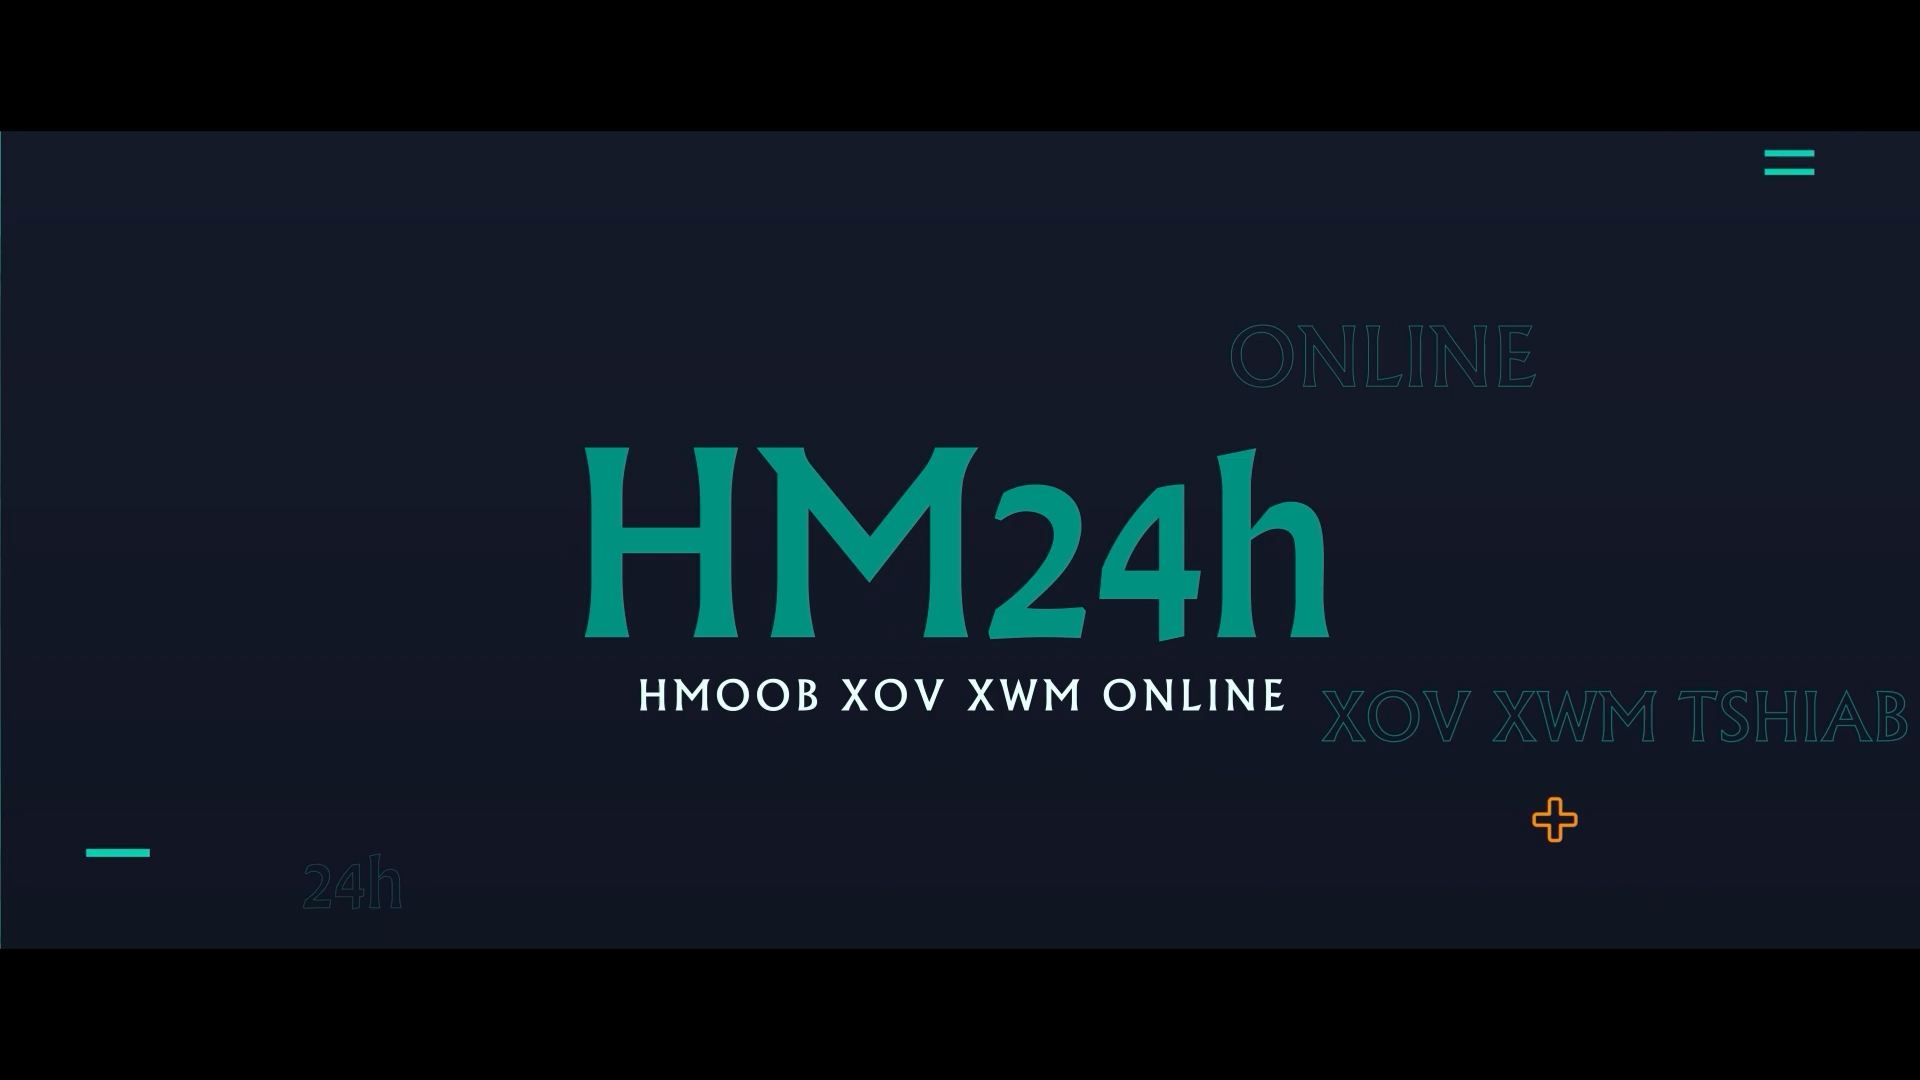 ONLINE
HM24h
HMOOB XOV XWM ONLINE
XOV XWM TSHIAB
24h